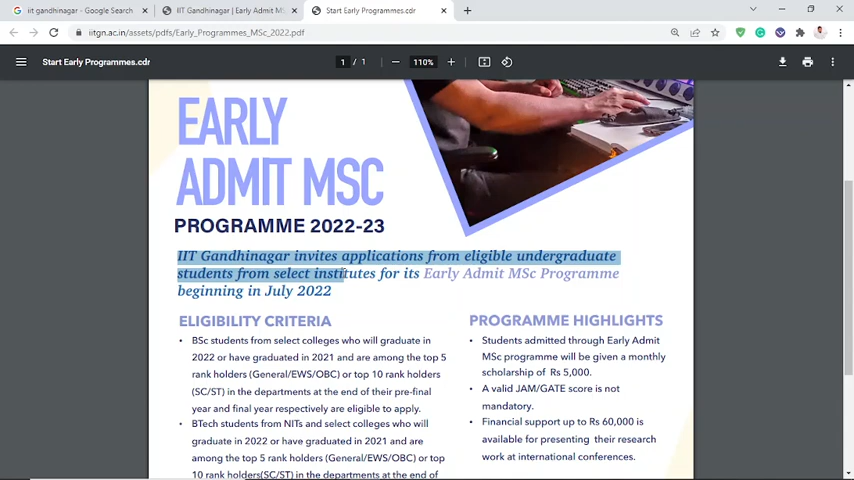 iit gandhinagar - Google Search
IIT Gandhinagar | Early Admit M
Start Early Programmes.cdr
iitgn.ac.in/assets/pdfs/Early_Programmes_MSc_2022.pdf
Start Early Programmes.cdr
1 / 1
110%
EARLY
ADMIT MSC
PROGRAMME 2022-23
IIT Gandhinagar invites applications from eligible undergraduate
students from select institutes for its Early Admit MSc Programme
beginning in July 2022
ELIGIBILITY CRITERIA
• BSc students from select colleges who will graduate in
2022 or have graduated in 2021 and are among the top 5
rank holders (General/EWS/OBC) or top 10 rank holders
(SC/ST) in the departments at the end of their pre-final
year and final year respectively are eligible to apply.
• BTech students from NITs and select colleges who will
graduate in 2022 or have graduated in 2021 and are
among the top 5 rank holders (General/EWS/OBC) or top
10 rank holders(SC/ST) in the departments at the end of
PROGRAMME HIGHLIGHTS
• Students admitted through Early Admit
MSc programme will be given a monthly
scholarship of Rs 5,000.
• A valid JAM/GATE score is not
mandatory.
• Financial support up to Rs 60,000 is
available for presenting their research
work at international conferences.